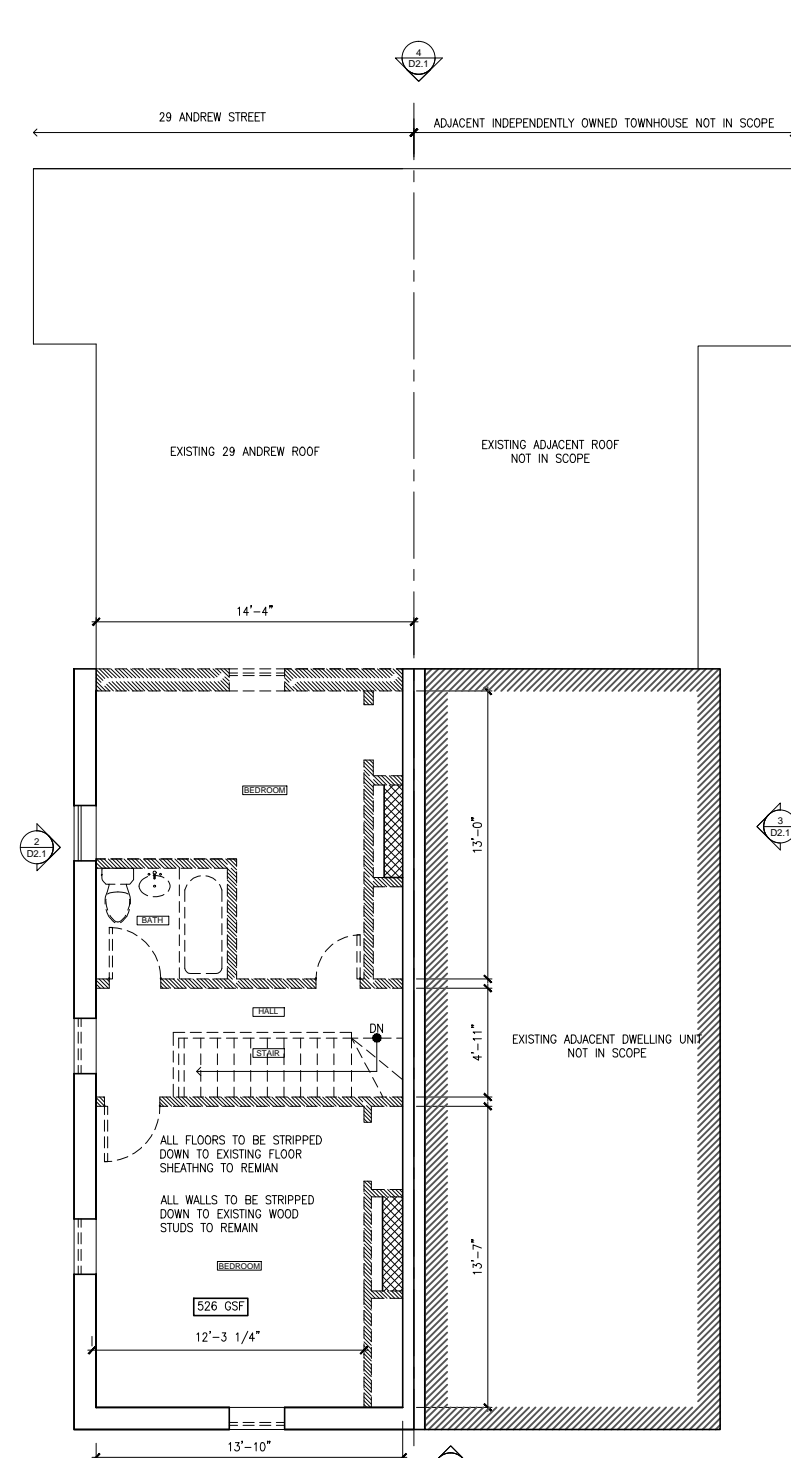 4
D2.1
29 ANDREW STREET
ADJACENT INDEPENDENTLY OWNED TOWNHOUSE NOT IN SCOPE
EXISTING 29 ANDREW ROOF
EXISTING ADJACENT ROOF
NOT IN SCOPE
14'-4"
BEDROOM
13'-0"
2
D2.1
3
D2.1
BATH
HALL
DN
STAIR
4'-11"
EXISTING ADJACENT DWELLING UNIT
NOT IN SCOPE
ALL FLOORS TO BE STRIPPED
DOWN TO EXISTING FLOOR
SHEATHNG TO REMIAN
ALL WALLS TO BE STRIPPED
DOWN TO EXISTING WOOD
STUDS TO REMAIN
13'-7"
BEDROOM
526 GSF
12'-3 1/4"
13'-10"